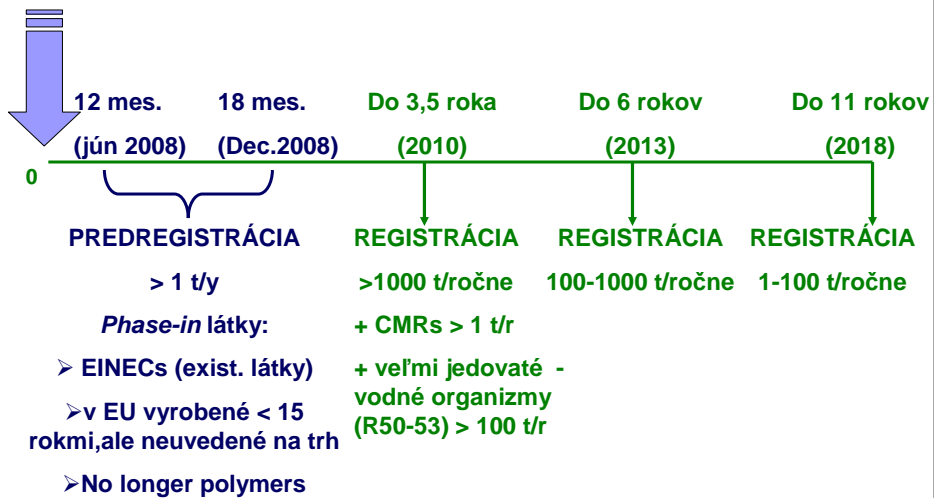 12 mes. 18 mes. Do 3,5 roka Do 6 rokov Do 11 rokov
(jún 2008) (Dec.2008) (2010) (2013) (2018)
0
PREDREGISTRÁCIA
> 1 t/y
Phase-in látky:
➢ EINECs (exist. látky)
➢v EU vyrobené < 15
rokmi,ale neuvedené na trh
➢No longer polymers
REGISTRÁCIA
>1000 t/ročne
+ CMRs > 1 t/r
+ veľmi jedovaté -
vodné organizmy
(R50-53) > 100 t/r
REGISTRÁCIA
100-1000 t/ročne
REGISTRÁCIA
1-100 t/ročne